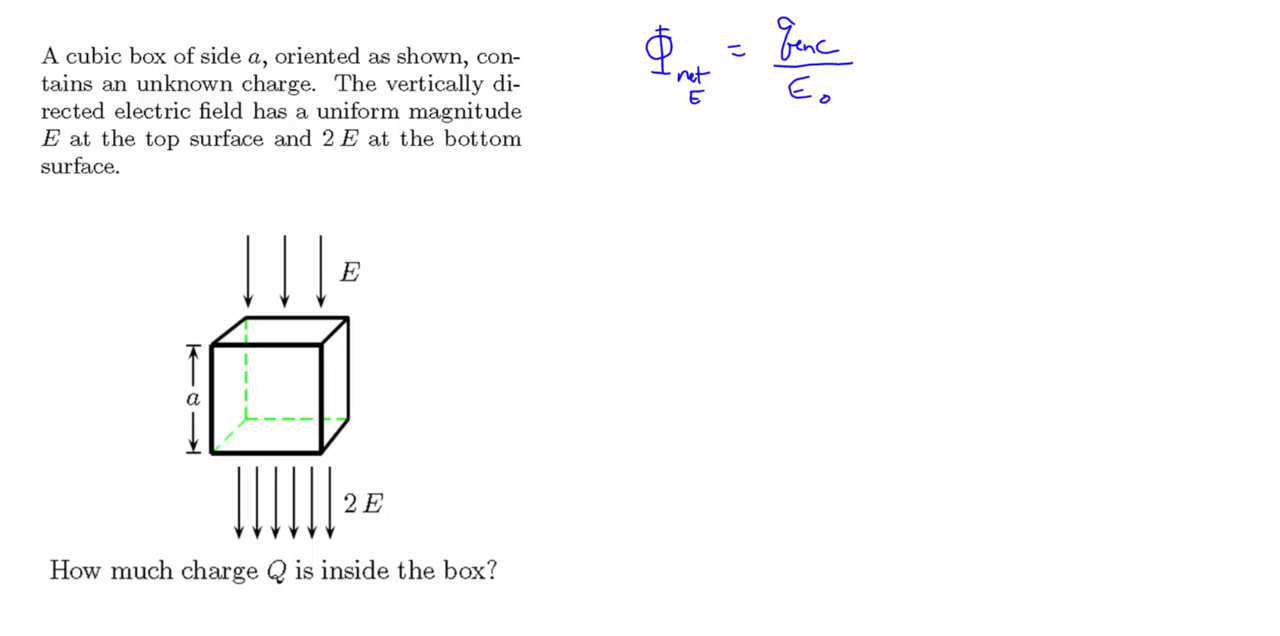 A cubic box of side a, oriented as shown, con-
tains an unknown charge. The vertically di-
rected electric field has a uniform magnitude
E at the top surface and 2 E at the bottom
surface.
Φ net E = qenc / ε₀
E
a
2 E
How much charge Q is inside the box?